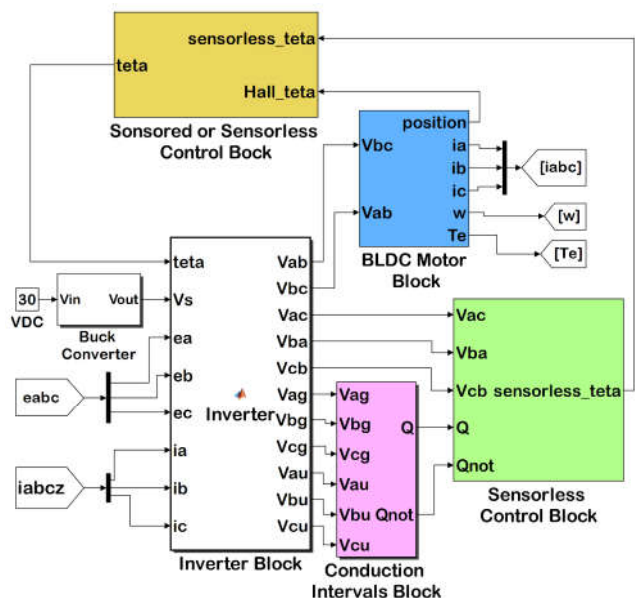 sensorless_teta
teta
Hall_teta
Sonsored or Sensorless
Control Bock
position
Vbc
ia
ib
ic
Vab
w
Te
BLDC Motor
Block
[iabc]
[w]
[Te]
teta
Vs
ea
eb
ec
ia
ib
ic
Inverter
Vab
Vbc
Vac
Vba
Vcb
Vag
Vbg
Vcg
Vau
Vbu
Vcu
Inverter Block
30
VDC
Vin
Vout
Buck
Converter
eabc
iabcz
Vag
Vbg
Vcg
Vau
Vbu
Vcu
Q
Qnot
Conduction
Intervals Block
Vac
Vba
Vcb
sensorless_teta
Q
Qnot
Sensorless
Control Block